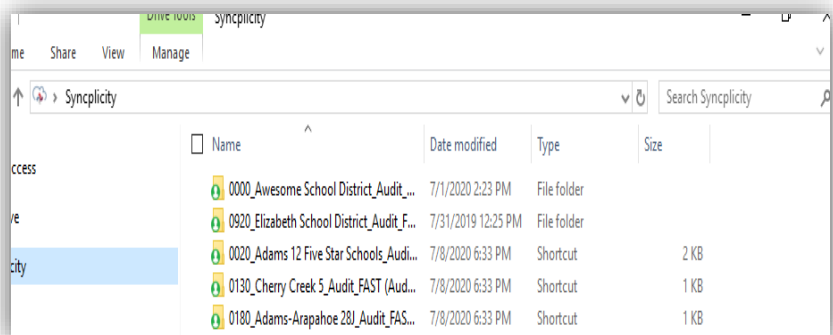 Drive Tools Syncplicity
me Share View Manage
Syncplicity Search Syncplicity
Name Date modified Type Size
ccess
0000_Awesome School District_Audit_... 7/1/2020 2:23 PM File folder
ve
0920_Elizabeth School District_Audit_F... 7/31/2019 12:25 PM File folder
city
0020_Adams 12 Five Star Schools_Audi... 7/8/2020 6:33 PM Shortcut 2 KB
0130_Cherry Creek 5_Audit_FAST (Aud... 7/8/2020 6:33 PM Shortcut 1 KB
0180_Adams-Arapahoe 28J_Audit_FAS... 7/8/2020 6:33 PM Shortcut 1 KB